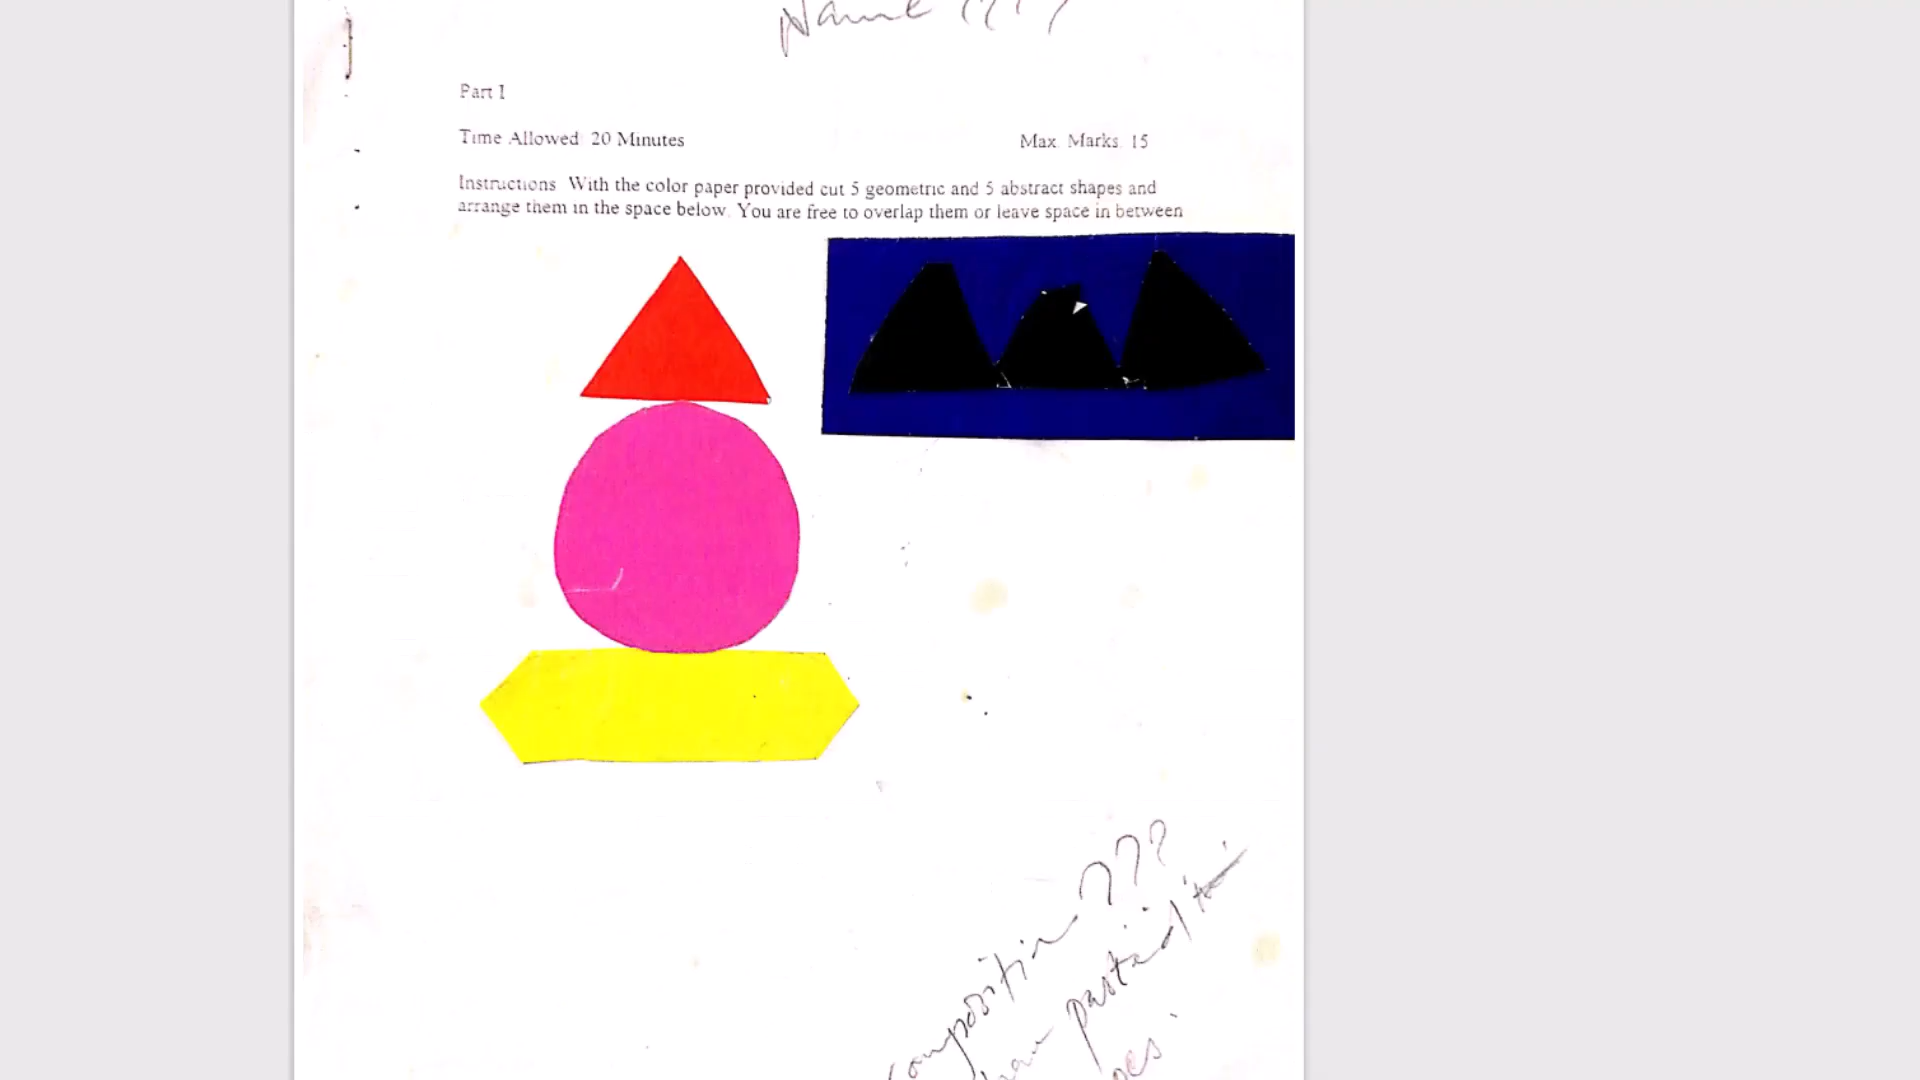 Name ????
Part I
Time Allowed: 20 Minutes
Max. Marks. 15
Instructions With the color paper provided cut 5 geometric and 5 abstract shapes and
arrange them in the space below. You are free to overlap them or leave space in between
composition ???
have pasted the